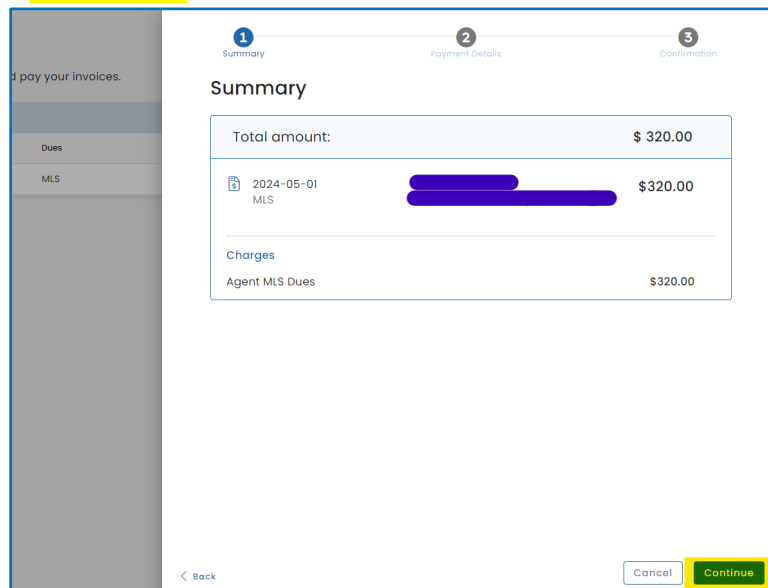 1 2 3
Summary Payment Details Confirmation
d pay your invoices.
Summary
Total amount: $ 320.00
Dues
2024-05-01 $320.00
MLS
MLS
Charges
Agent MLS Dues $320.00
Back Cancel Continue